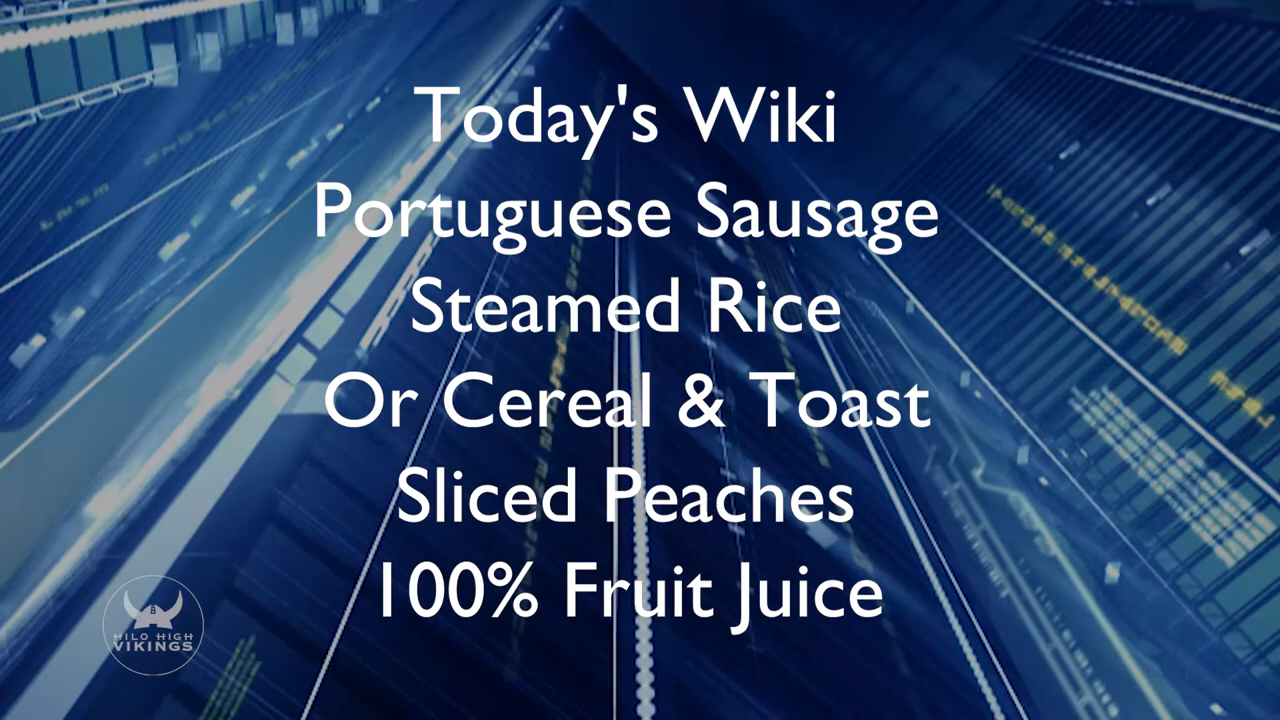 Today's Wiki
Portuguese Sausage
Steamed Rice
Or Cereal & Toast
Sliced Peaches
100% Fruit Juice
HILO HIGH
VIKINGS